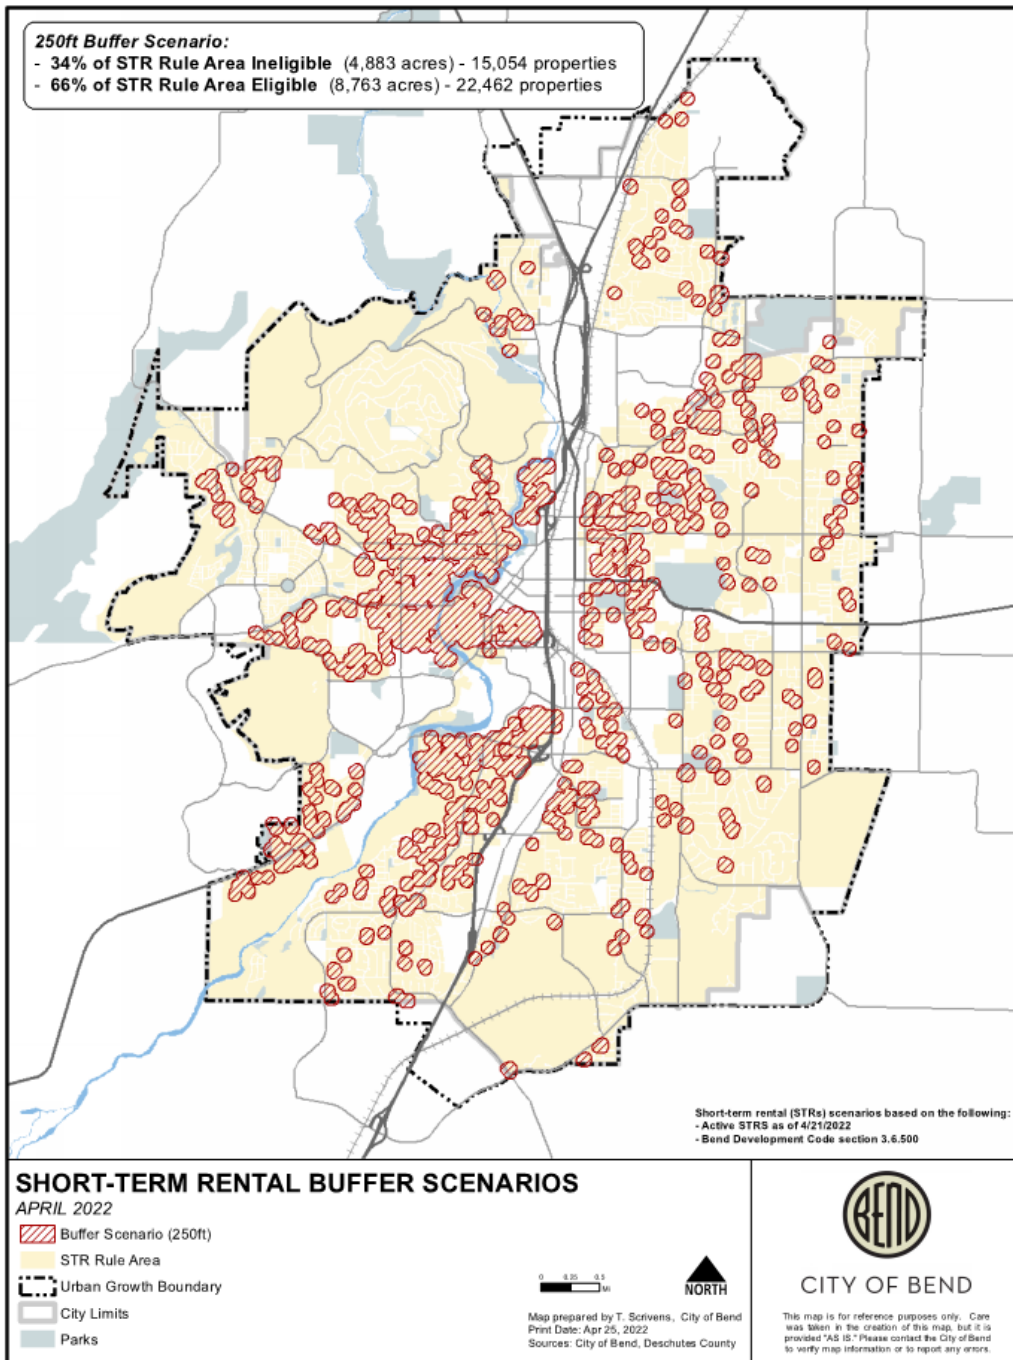 250ft Buffer Scenario:
- 34% of STR Rule Area Ineligible (4,883 acres) - 15,054 properties
- 66% of STR Rule Area Eligible (8,763 acres) - 22,462 properties
Short-term rental (STRs) scenarios based on the following:
- Active STRS as of 4/21/2022
- Bend Development Code section 3.6.500
SHORT-TERM RENTAL BUFFER SCENARIOS
APRIL 2022
Buffer Scenario (250ft)
STR Rule Area
Urban Growth Boundary
City Limits
Parks
0 0.25 0.5
Mi
NORTH
Map prepared by T. Scrivens, City of Bend
Print Date: Apr 25, 2022
Sources: City of Bend, Deschutes County
BEND
CITY OF BEND
This map is for reference purposes only. Care
was taken in the creation of this map, but it is
provided "AS IS." Please contact the City of Bend
to verify map information or to report any errors.